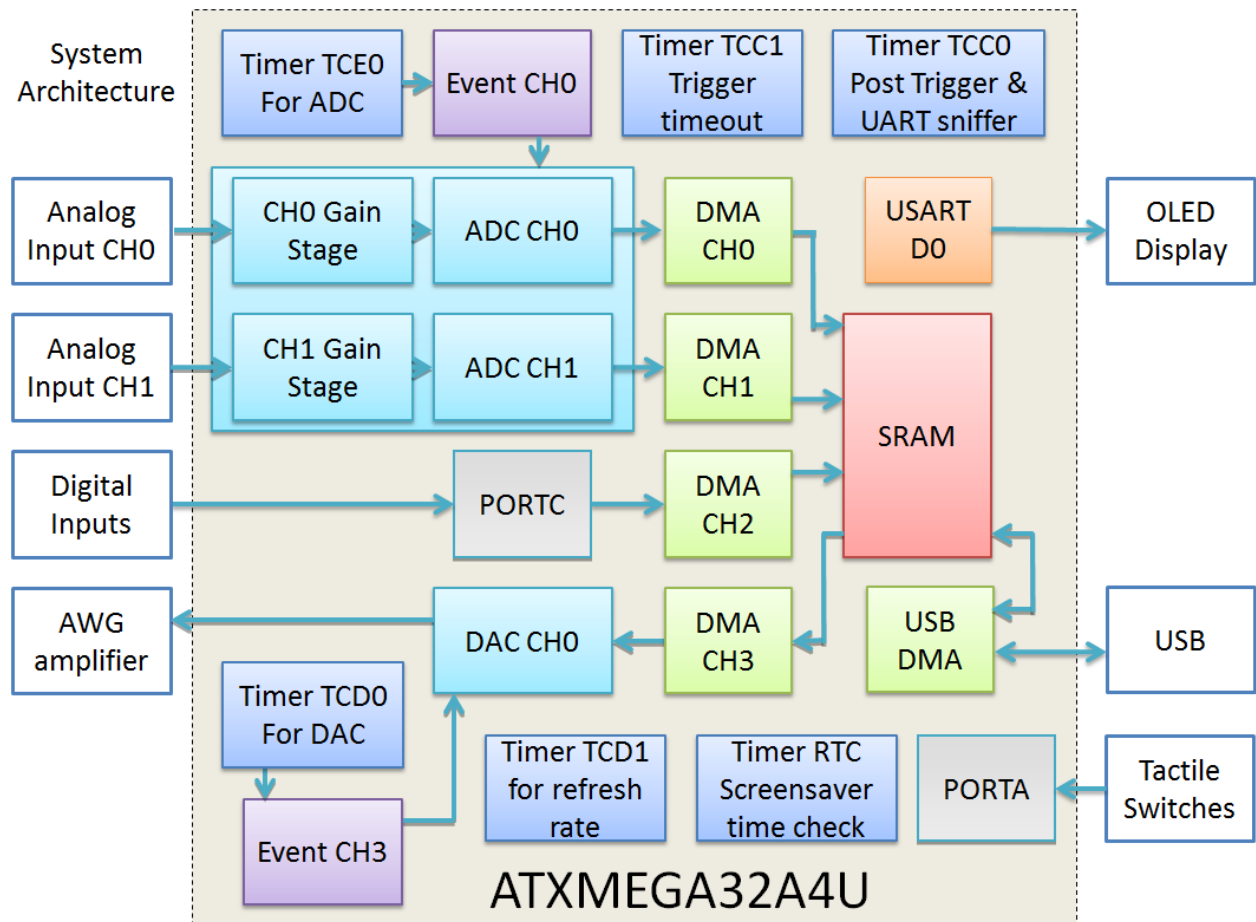 System
Architecture
Timer TCE0
For ADC
Event CH0
Timer TCC1
Trigger
timeout
Timer TCC0
Post Trigger &
UART sniffer
Analog
Input CH0
CH0 Gain
Stage
ADC CH0
DMA
CH0
USART
D0
OLED
Display
Analog
Input CH1
CH1 Gain
Stage
ADC CH1
DMA
CH1
SRAM
Digital
Inputs
PORTC
DMA
CH2
AWG
amplifier
DAC CH0
DMA
CH3
USB
DMA
USB
Timer TCD0
For DAC
Event CH3
Timer TCD1
for refresh
rate
Timer RTC
Screensaver
time check
PORTA
Tactile
Switches
ATXMEGA32A4U